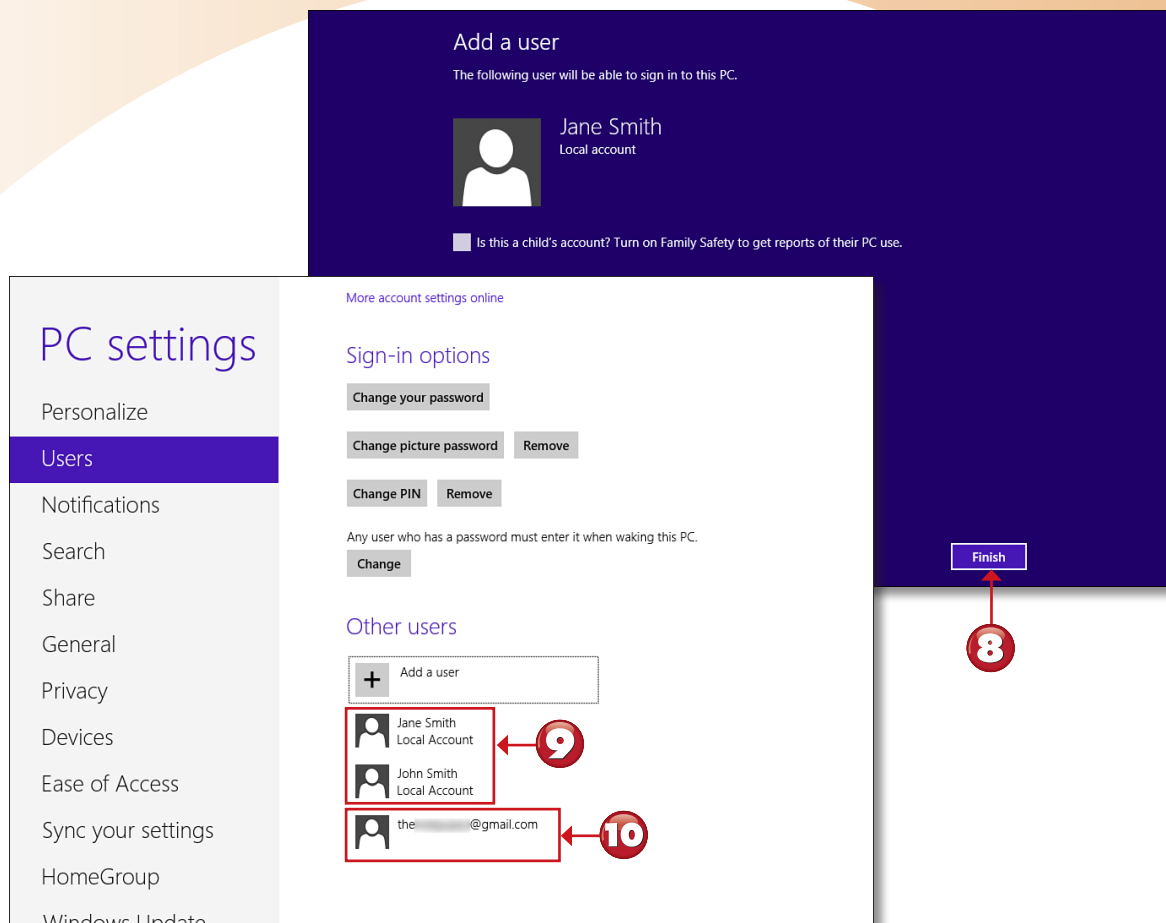 Add a user
The following user will be able to sign in to this PC.
Jane Smith
Local account
Is this a child's account? Turn on Family Safety to get reports of their PC use.
Finish
8
PC settings
Personalize
Users
Notifications
Search
Share
General
Privacy
Devices
Ease of Access
Sync your settings
HomeGroup
Windows Update
More account settings online
Sign-in options
Change your password
Change picture password Remove
Change PIN Remove
Any user who has a password must enter it when waking this PC.
Change
Other users
+ Add a user
Jane Smith
Local Account
9
John Smith
Local Account
the @gmail.com
10